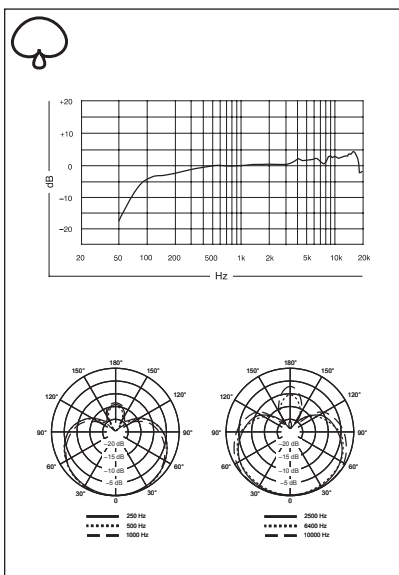 +20
+10
0
−10
−20
dB
20 50 100 200 500 1k 2k 5k 10k 20k
Hz
180°
150° 150°
120° 120°
90° 90°
60° 60°
30° 30°
0
−20 dB
−15 dB
−10 dB
−5 dB
250 Hz
500 Hz
1000 Hz
180°
150° 150°
120° 120°
90° 90°
60° 60°
30° 30°
0
−20 dB
−15 dB
−10 dB
−5 dB
2500 Hz
6400 Hz
10000 Hz